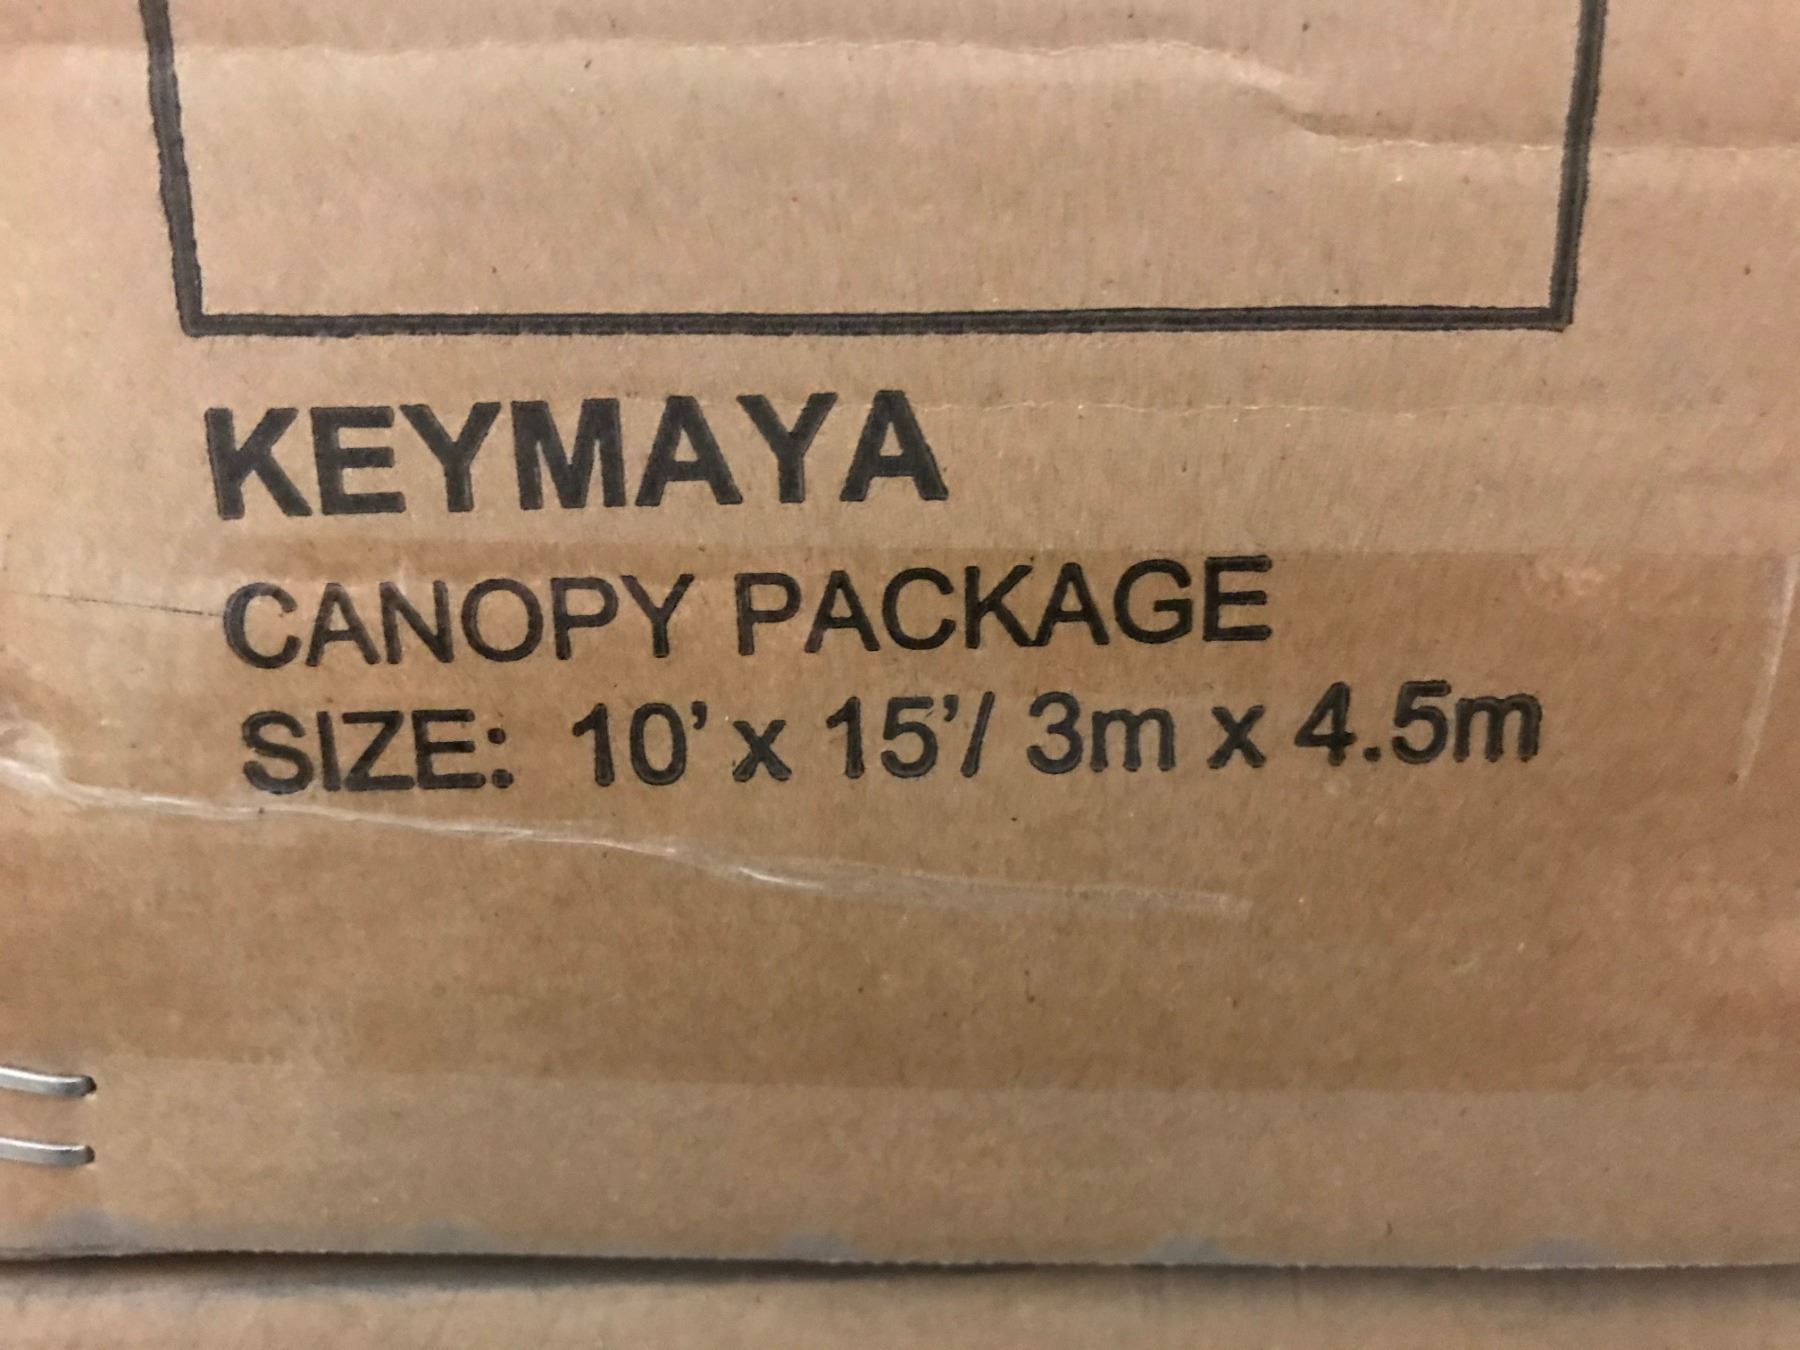 KEYMAYA
CANOPY PACKAGE
SIZE: 10' x 15'/ 3m x 4.5m